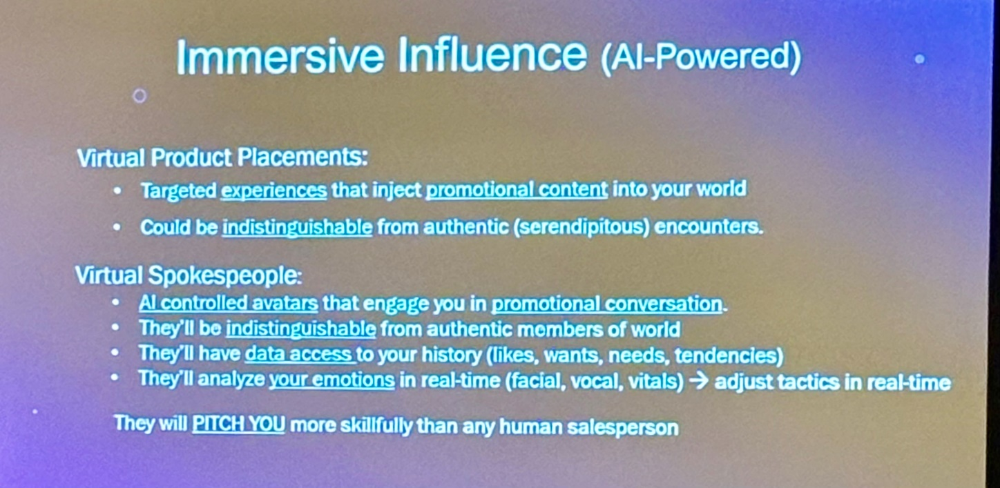 Immersive Influence (AI-Powered)
Virtual Product Placements:
• Targeted experiences that inject promotional content into your world
• Could be indistinguishable from authentic (serendipitous) encounters.
Virtual Spokespeople:
• AI controlled avatars that engage you in promotional conversation.
• They'll be indistinguishable from authentic members of world
• They'll have data access to your history (likes, wants, needs, tendencies)
• They'll analyze your emotions in real-time (facial, vocal, vitals) → adjust tactics in real-time
They will PITCH YOU more skillfully than any human salesperson